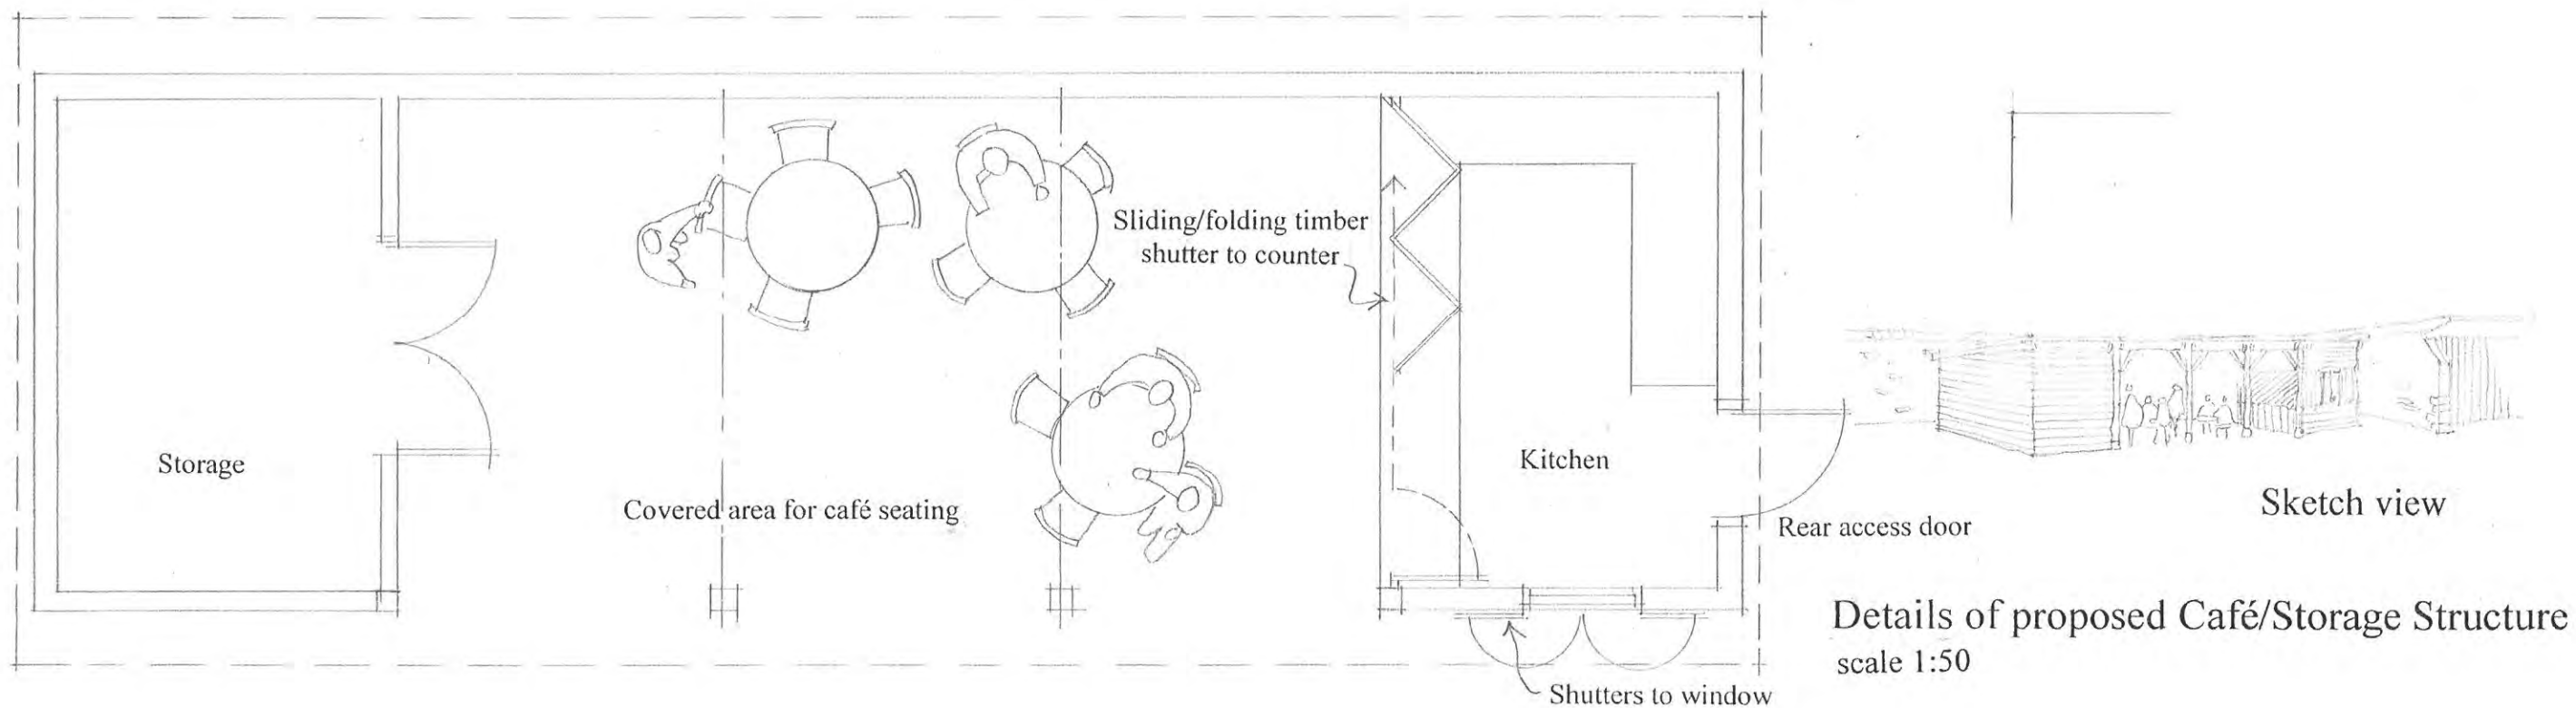 Sliding/folding timber
shutter to counter
Storage
Covered area for café seating
Kitchen
Rear access door
Shutters to window
Sketch view
Details of proposed Café/Storage Structure
scale 1:50